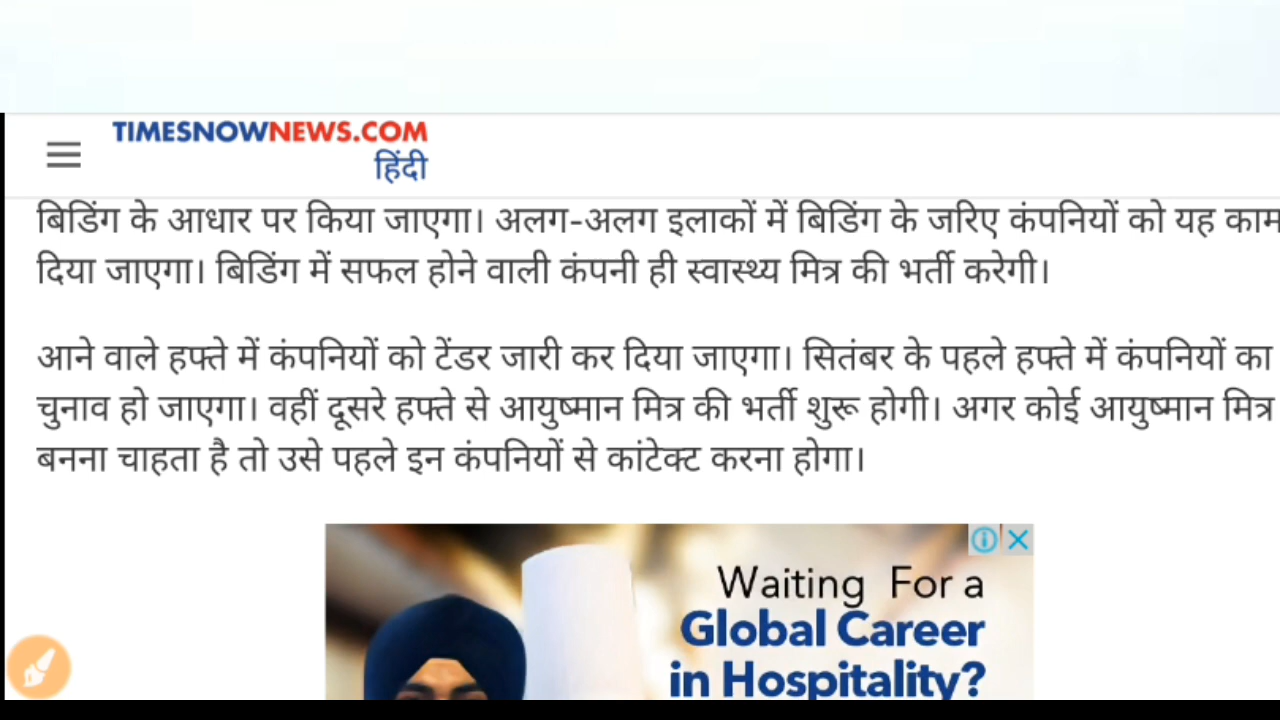 TIMESNOWNEWS.COM
हिंदी
बिडिंग के आधार पर किया जाएगा। अलग-अलग इलाकों में बिडिंग के जरिए कंपनियों को यह काम
दिया जाएगा। बिडिंग में सफल होने वाली कंपनी ही स्वास्थ्य मित्र की भर्ती करेगी।
आने वाले हफ्ते में कंपनियों को टेंडर जारी कर दिया जाएगा। सितंबर के पहले हफ्ते में कंपनियों का
चुनाव हो जाएगा। वहीं दूसरे हफ्ते से आयुष्मान मित्र की भर्ती शुरू होगी। अगर कोई आयुष्मान मित्र
बनना चाहता है तो उसे पहले इन कंपनियों से कांटेक्ट करना होगा।
Waiting For a
Global Career
in Hospitality?